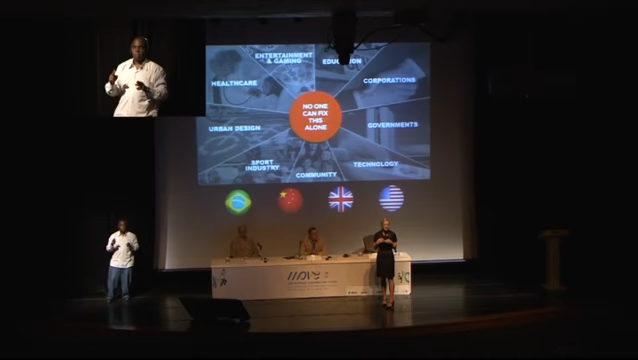 ENTERTAINMENT
& GAMING
EDUCATION
HEALTHCARE
CORPORATIONS
NO ONE
CAN FIX
THIS
ALONE
URBAN DESIGN
GOVERNMENTS
SPORT
INDUSTRY
TECHNOLOGY
COMMUNITY